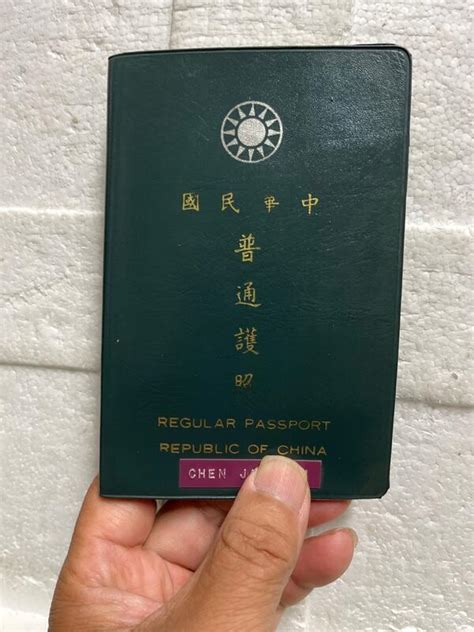 中華民國
普通護照
REGULAR PASSPORT
REPUBLIC OF CHINA
CHEN